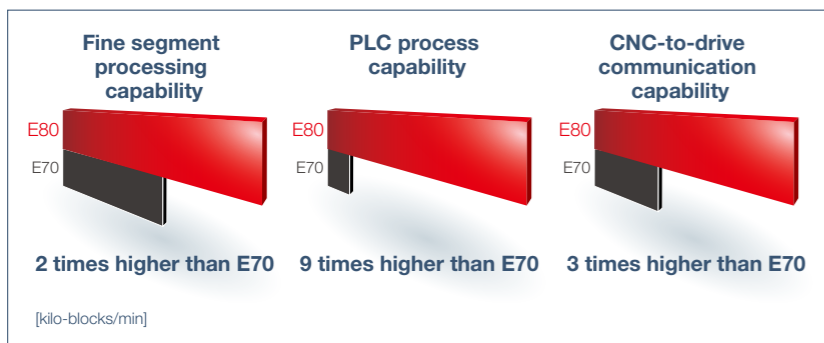 Fine segment
processing
capability
E80
E70
2 times higher than E70
PLC process
capability
E80
E70
9 times higher than E70
CNC-to-drive
communication
capability
E80
E70
3 times higher than E70
[kilo-blocks/min]